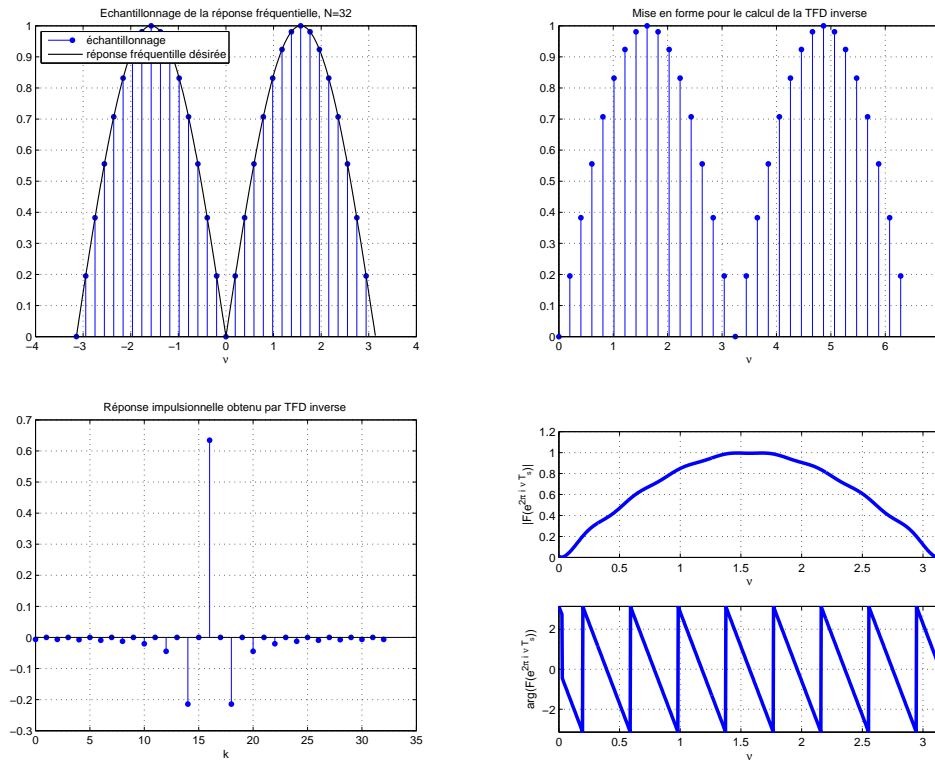 Echantillonnage de la réponse fréquentielle, N=32
1
0.9
0.8
0.7
0.6
0.5
0.4
0.3
0.2
0.1
0
échantillonnage
réponse fréquentille désirée
−4 −3 −2 −1 0 1 2 3 4
ν
Mise en forme pour le calcul de la TFD inverse
1
0.9
0.8
0.7
0.6
0.5
0.4
0.3
0.2
0.1
0
0 1 2 3 4 5 6
ν
Réponse impulsionnelle obtenu par TFD inverse
0.7
0.6
0.5
0.4
0.3
0.2
0.1
0
−0.1
−0.2
−0.3
0 5 10 15 20 25 30 35
k
1.2
1
0.8
0.6
0.4
0.2
0
|F(e^{2π i ν T_s})|
0 0.5 1 1.5 2 2.5 3
ν
2
0
−2
arg(F(e^{2π i ν T_s}))
0 0.5 1 1.5 2 2.5 3
ν